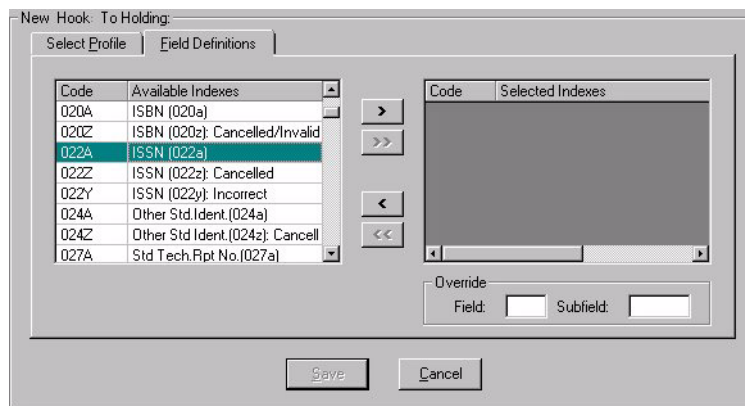 New Hook: To Holding:
Select Profile Field Definitions
Code Available Indexes
020A ISBN (020a)
020Z ISBN (020z): Cancelled/Invalid
022A ISSN (022a)
022Z ISSN (022z): Cancelled
022Y ISSN (022y): Incorrect
024A Other Std.Ident.(024a)
024Z Other Std Ident.(024z): Cancell
027A Std Tech.Rpt No.(027a)
>
>>
<
<<
Code Selected Indexes
Override
Field: Subfield:
Save Cancel